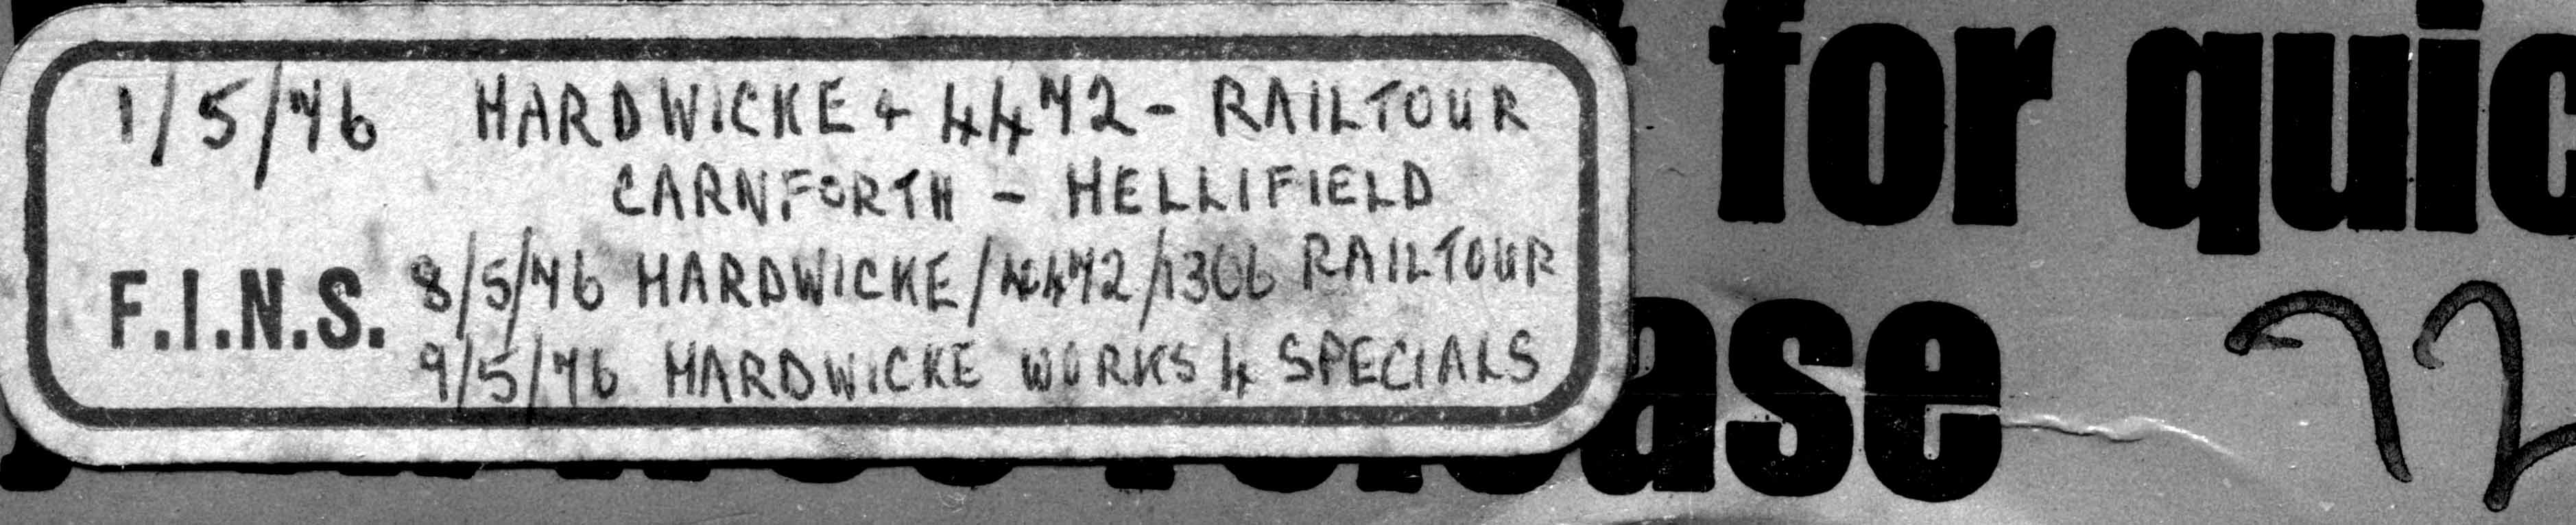 1/5/76 HARDWICKE + 4472 - RAILTOUR
CARNFORTH - HELLIFIELD
F.I.N.S. 8/5/76 HARDWICKE/4472/1306 RAILTOUR
9/5/76 HARDWICKE WORKS & SPECIALS
for quic
72